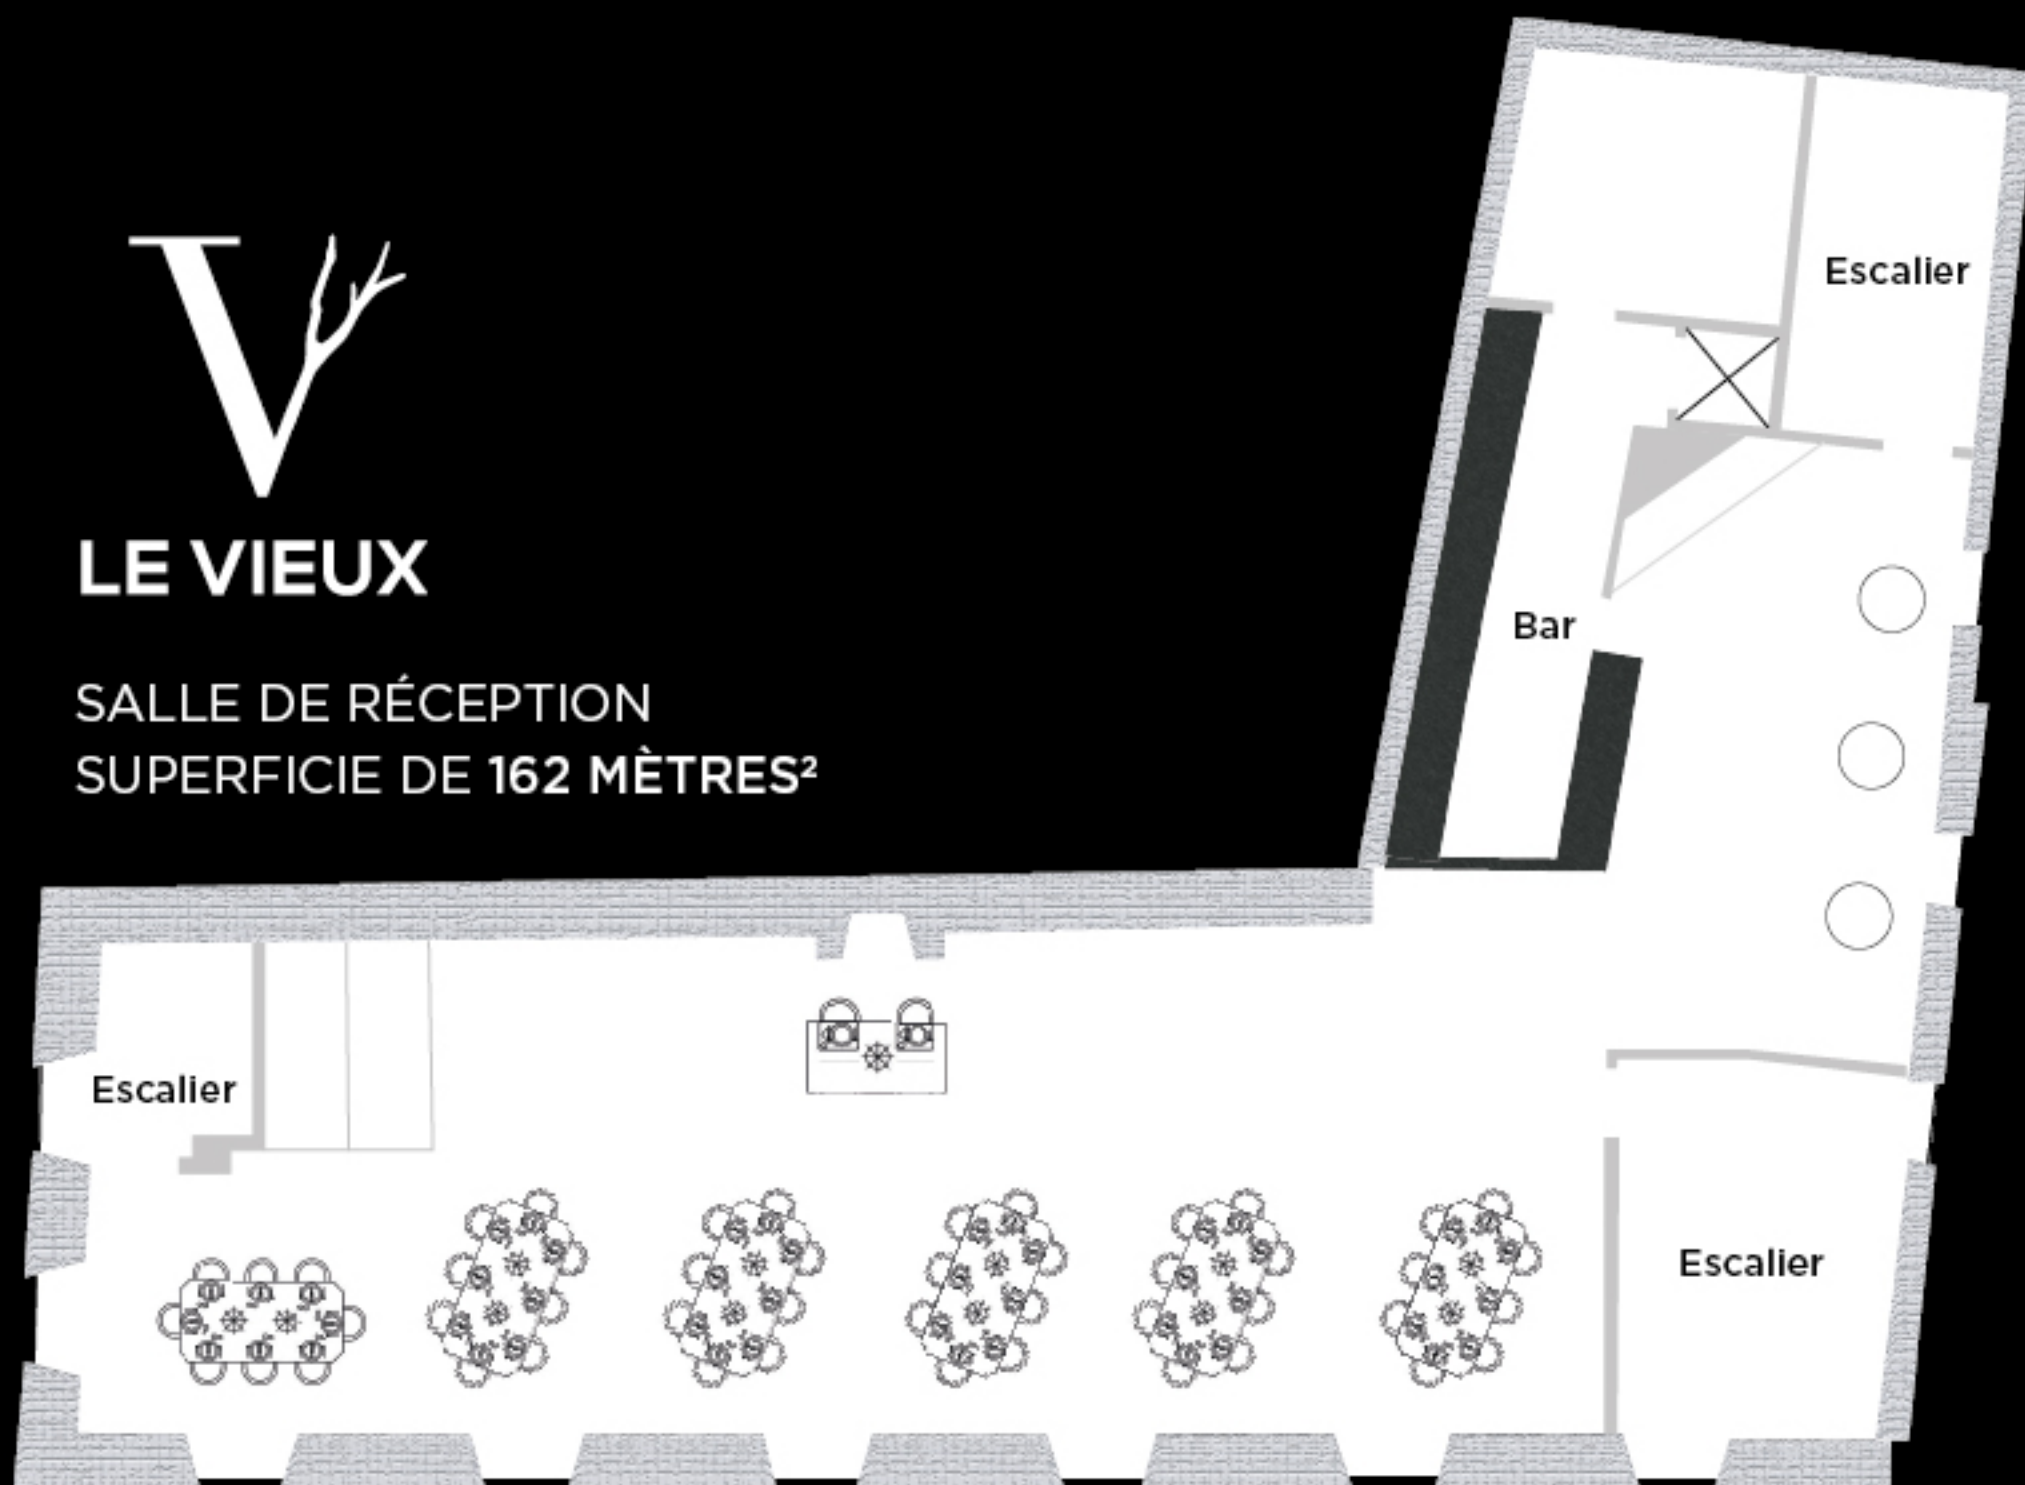 V
LE VIEUX
SALLE DE RÉCEPTION
SUPERFICIE DE 162 MÈTRES²
Escalier
Bar
Escalier
Escalier